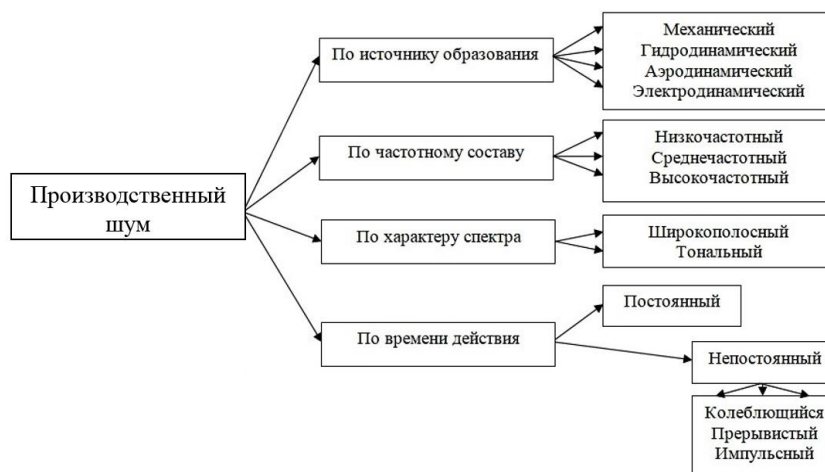 Производственный
шум
По источнику образования
Механический
Гидродинамический
Аэродинамический
Электродинамический
По частотному составу
Низкочастотный
Среднечастотный
Высокочастотный
По характеру спектра
Широкополосный
Тональный
По времени действия
Постоянный
Непостоянный
Колеблющийся
Прерывистый
Импульсный